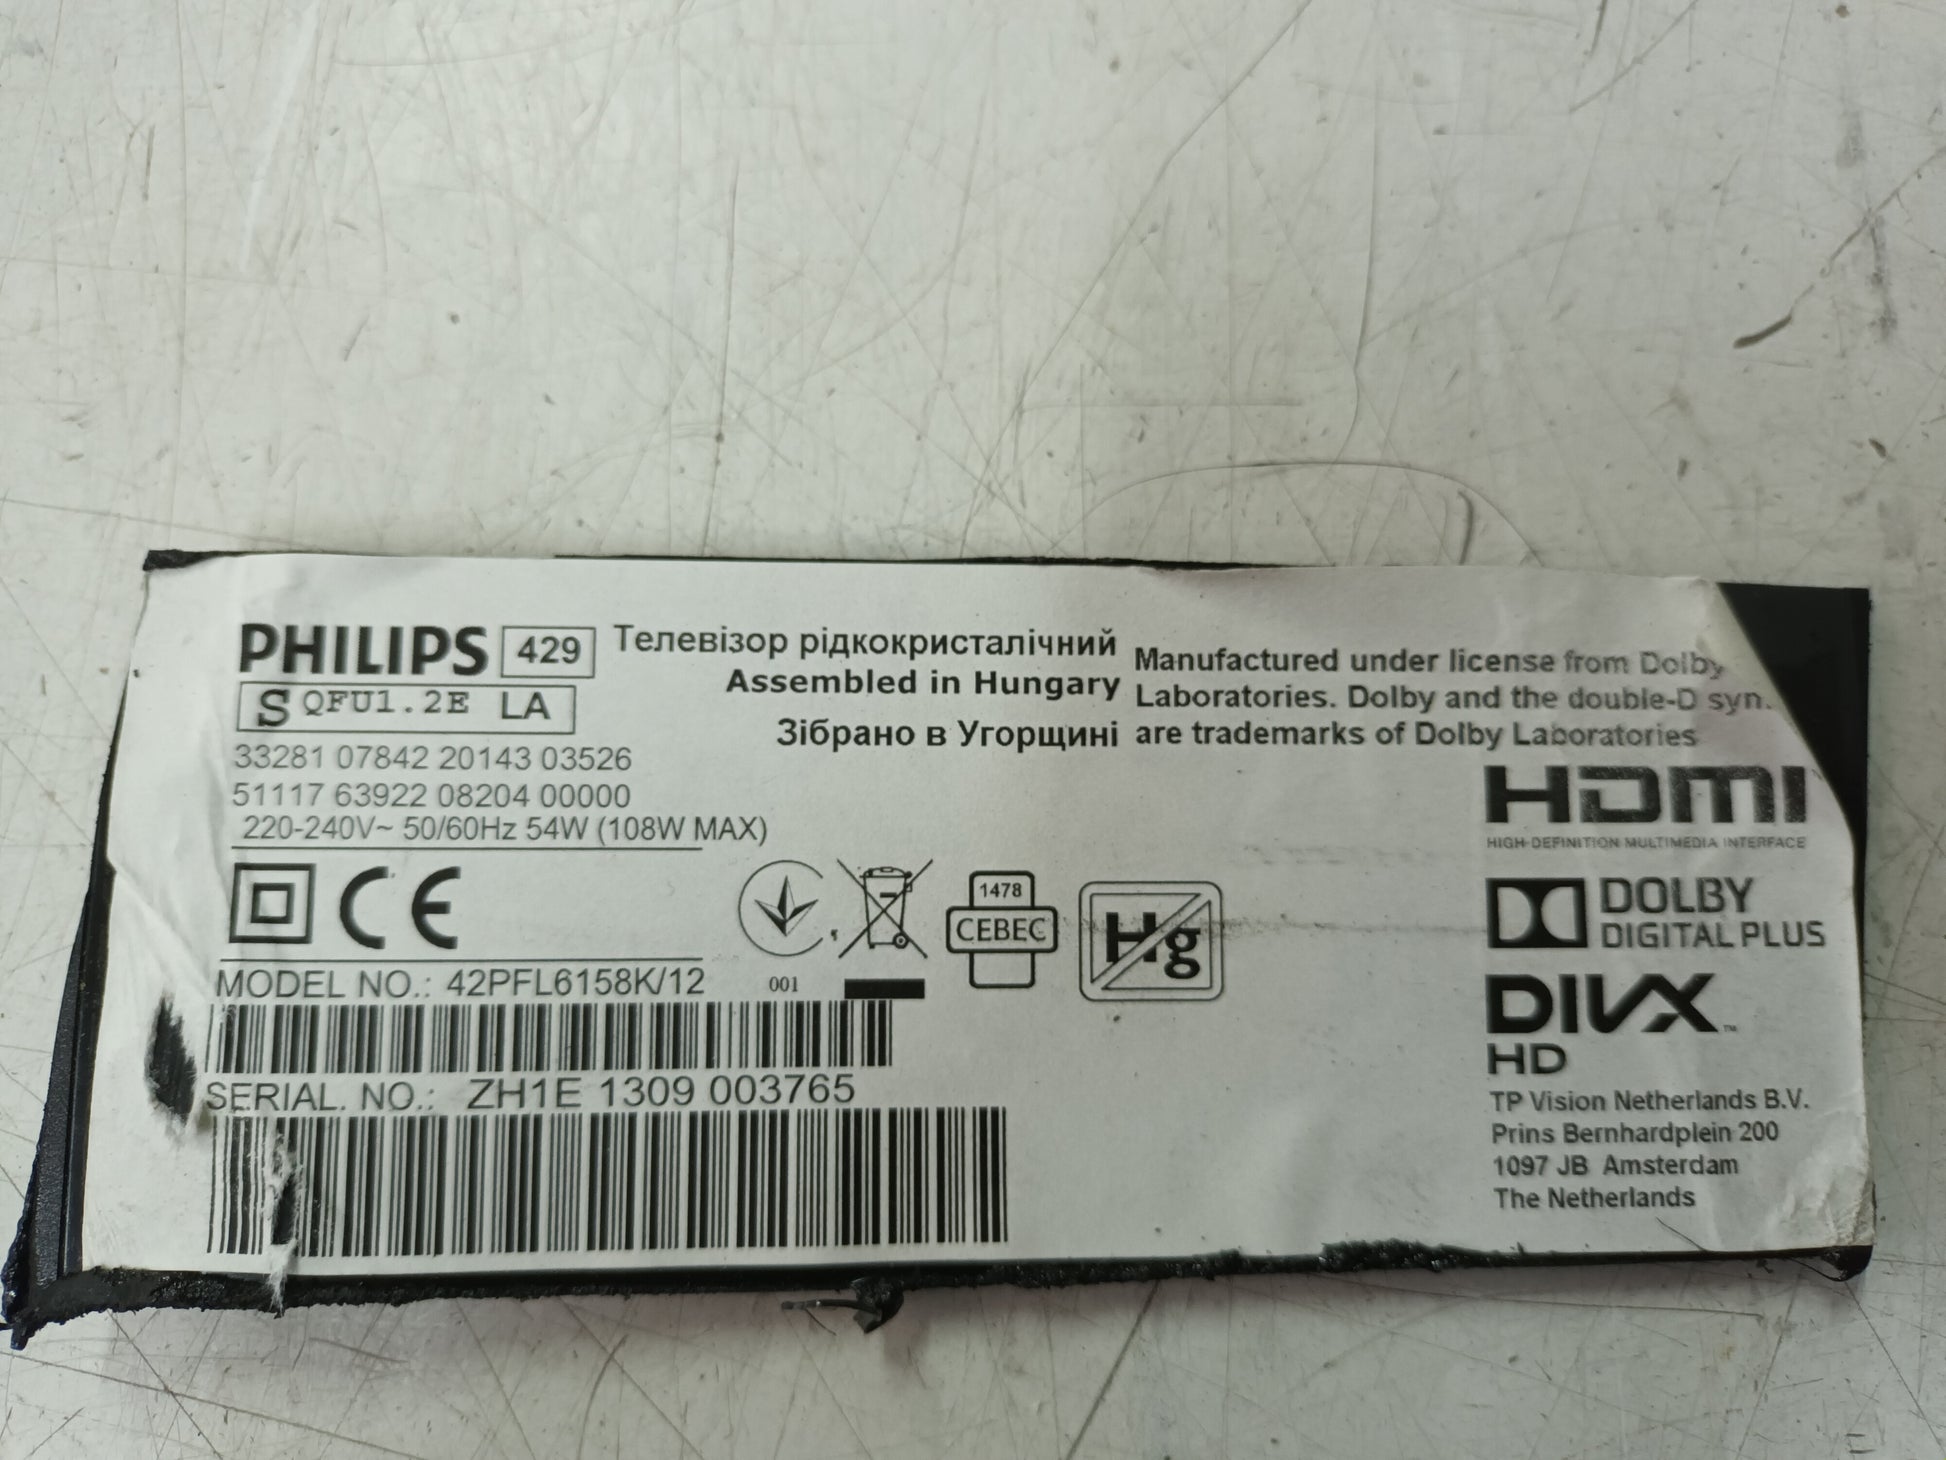 PHILIPS 429
S QFU1.2E LA
33281 07842 20143 03526
51117 63922 08204 00000
220-240V~ 50/60Hz 54W (108W MAX)
Телевізор рідкокристалічний
Assembled in Hungary
Зібрано в Угорщині
Manufactured under license from Dolby
Laboratories. Dolby and the double-D syn.
are trademarks of Dolby Laboratories
HDMI
HIGH-DEFINITION MULTIMEDIA INTERFACE
CE
001
1478
CEBEC
Hg
DOLBY
DIGITAL PLUS
MODEL NO.: 42PFL6158K/12
DIVX™
HD
SERIAL. NO.: ZH1E 1309 003765
TP Vision Netherlands B.V.
Prins Bernhardplein 200
1097 JB Amsterdam
The Netherlands